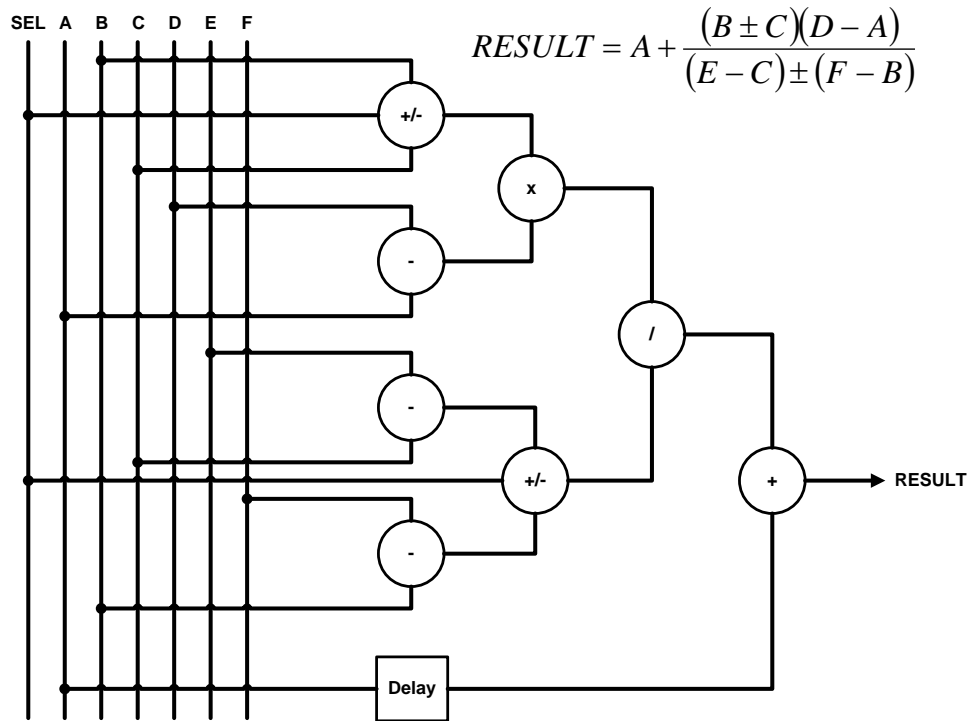 SEL A B C D E F
RESULT = A + (B ± C)(D − A) / (E − C) ± (F − B)
+/-
x
-
/
-
+/-
+
RESULT
-
Delay